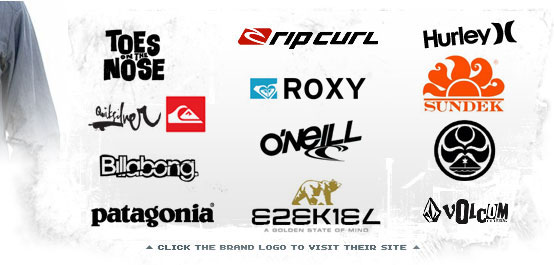 TOES
ON THE
NOSE
RIP CURL
Hurley
Quiksilver
ROXY
SUNDEK
Billabong
O'NEILL
patagonia®
EZEKIEL
A GOLDEN STATE OF MIND
VOLCOM
CLICK THE BRAND LOGO TO VISIT THEIR SITE